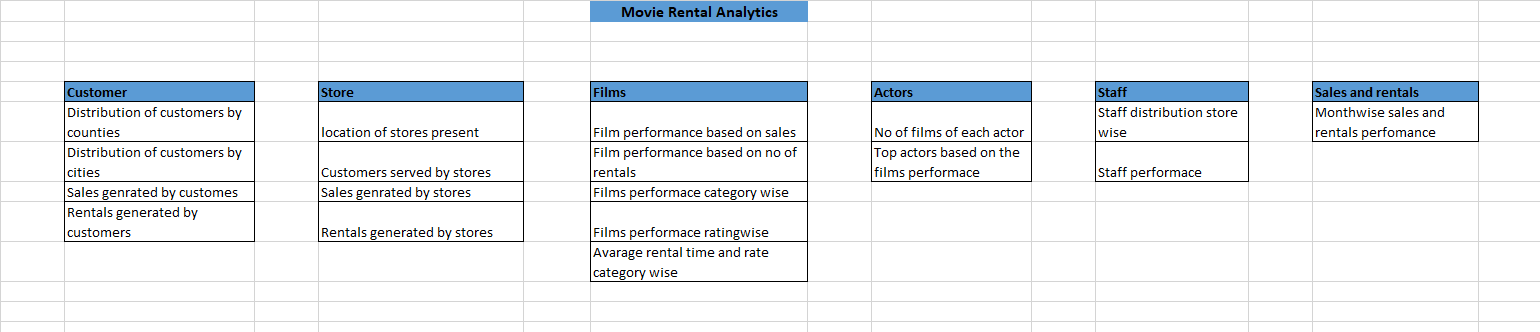 Movie Rental Analytics
Customer
Distribution of customers by
counties
Distribution of customers by
cities
Sales genrated by customes
Rentals generated by
customers
Store
location of stores present
Customers served by stores
Sales genrated by stores
Rentals generated by stores
Films
Film performance based on sales
Film performance based on no of
rentals
Films performace category wise
Films performace ratingwise
Avarage rental time and rate
category wise
Actors
No of films of each actor
Top actors based on the
films performace
Staff
Staff distribution store
wise
Staff performace
Sales and rentals
Monthwise sales and
rentals perfomance